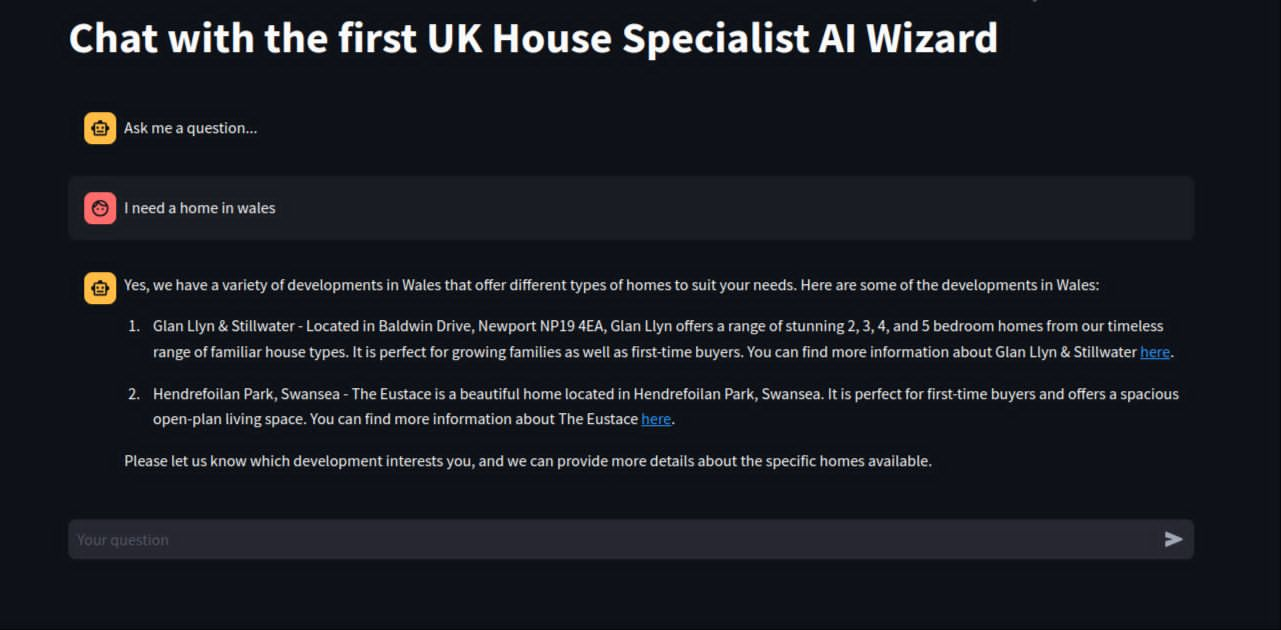 Chat with the first UK House Specialist AI Wizard
Ask me a question...
I need a home in wales
Yes, we have a variety of developments in Wales that offer different types of homes to suit your needs. Here are some of the developments in Wales:
1. Glan Llyn & Stillwater - Located in Baldwin Drive, Newport NP19 4EA, Glan Llyn offers a range of stunning 2, 3, 4, and 5 bedroom homes from our timeless
range of familiar house types. It is perfect for growing families as well as first-time buyers. You can find more information about Glan Llyn & Stillwater here.
2. Hendrefoilan Park, Swansea - The Eustace is a beautiful home located in Hendrefoilan Park, Swansea. It is perfect for first-time buyers and offers a spacious
open-plan living space. You can find more information about The Eustace here.
Please let us know which development interests you, and we can provide more details about the specific homes available.
Your question